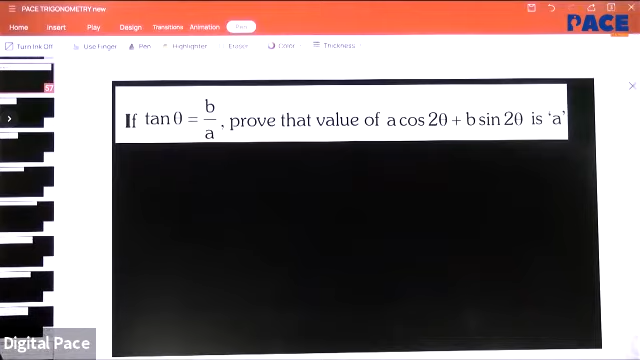 PACE TRIGONOMETRY new
Home Insert Play Design Transitions Animation Pen
PACE
Turn Ink Off Use Finger Pen Highlighter Eraser Color Thickness
57
If tan θ = b/a, prove that value of a cos 2θ + b sin 2θ is ‘a’
Digital Pace